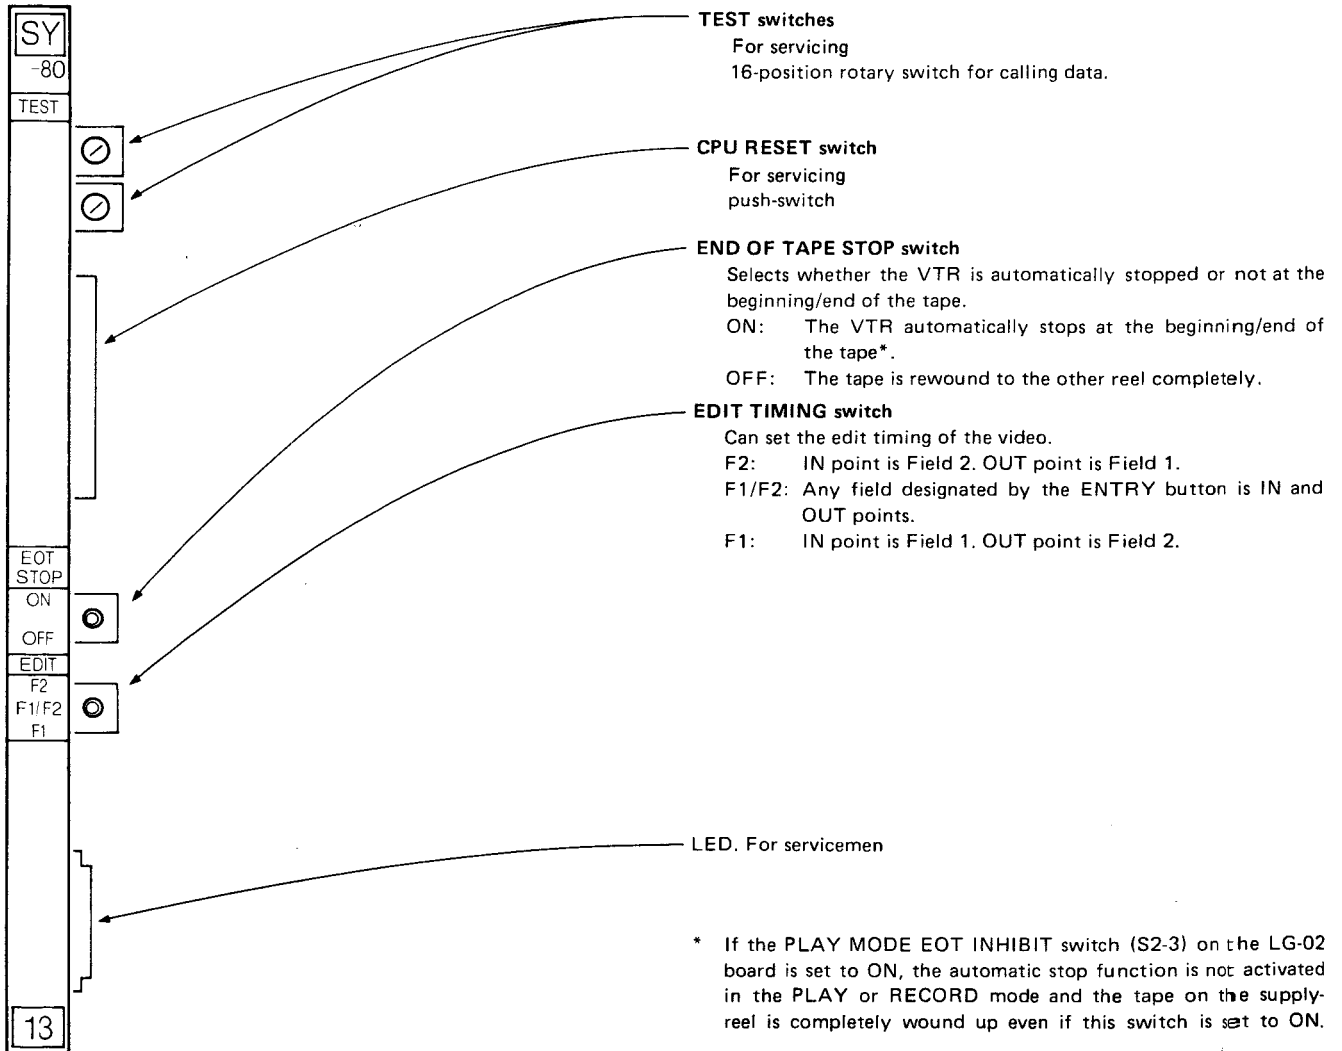 SY
-80
TEST
EOT
STOP
ON
OFF
EDIT
F2
F1/F2
F1
13
TEST switches
For servicing
16-position rotary switch for calling data.
CPU RESET switch
For servicing
push-switch
END OF TAPE STOP switch
Selects whether the VTR is automatically stopped or not at the
beginning/end of the tape.
ON: The VTR automatically stops at the beginning/end of
the tape*.
OFF: The tape is rewound to the other reel completely.
EDIT TIMING switch
Can set the edit timing of the video.
F2: IN point is Field 2. OUT point is Field 1.
F1/F2: Any field designated by the ENTRY button is IN and
OUT points.
F1: IN point is Field 1. OUT point is Field 2.
LED. For servicemen
* If the PLAY MODE EOT INHIBIT switch (S2-3) on the LG-02
board is set to ON, the automatic stop function is not activated
in the PLAY or RECORD mode and the tape on the supply-
reel is completely wound up even if this switch is set to ON.